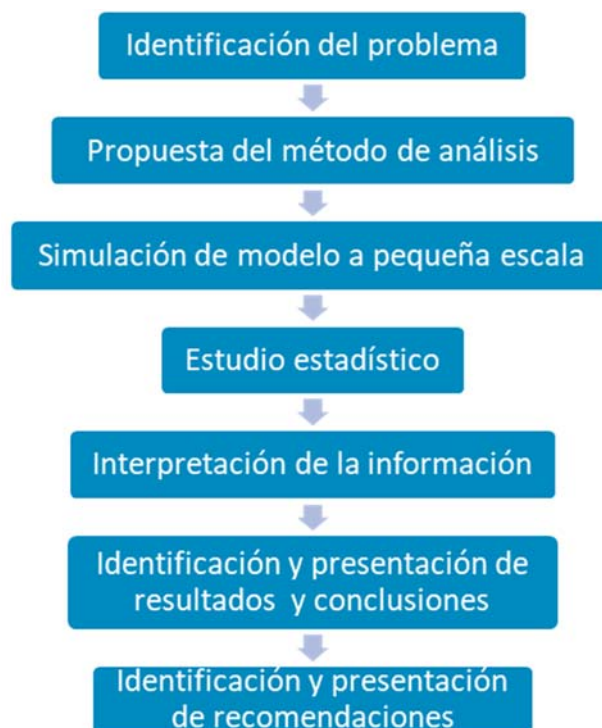 Identificación del problema
Propuesta del método de análisis
Simulación de modelo a pequeña escala
Estudio estadístico
Interpretación de la información
Identificación y presentación de
resultados y conclusiones
Identificación y presentación
de recomendaciones